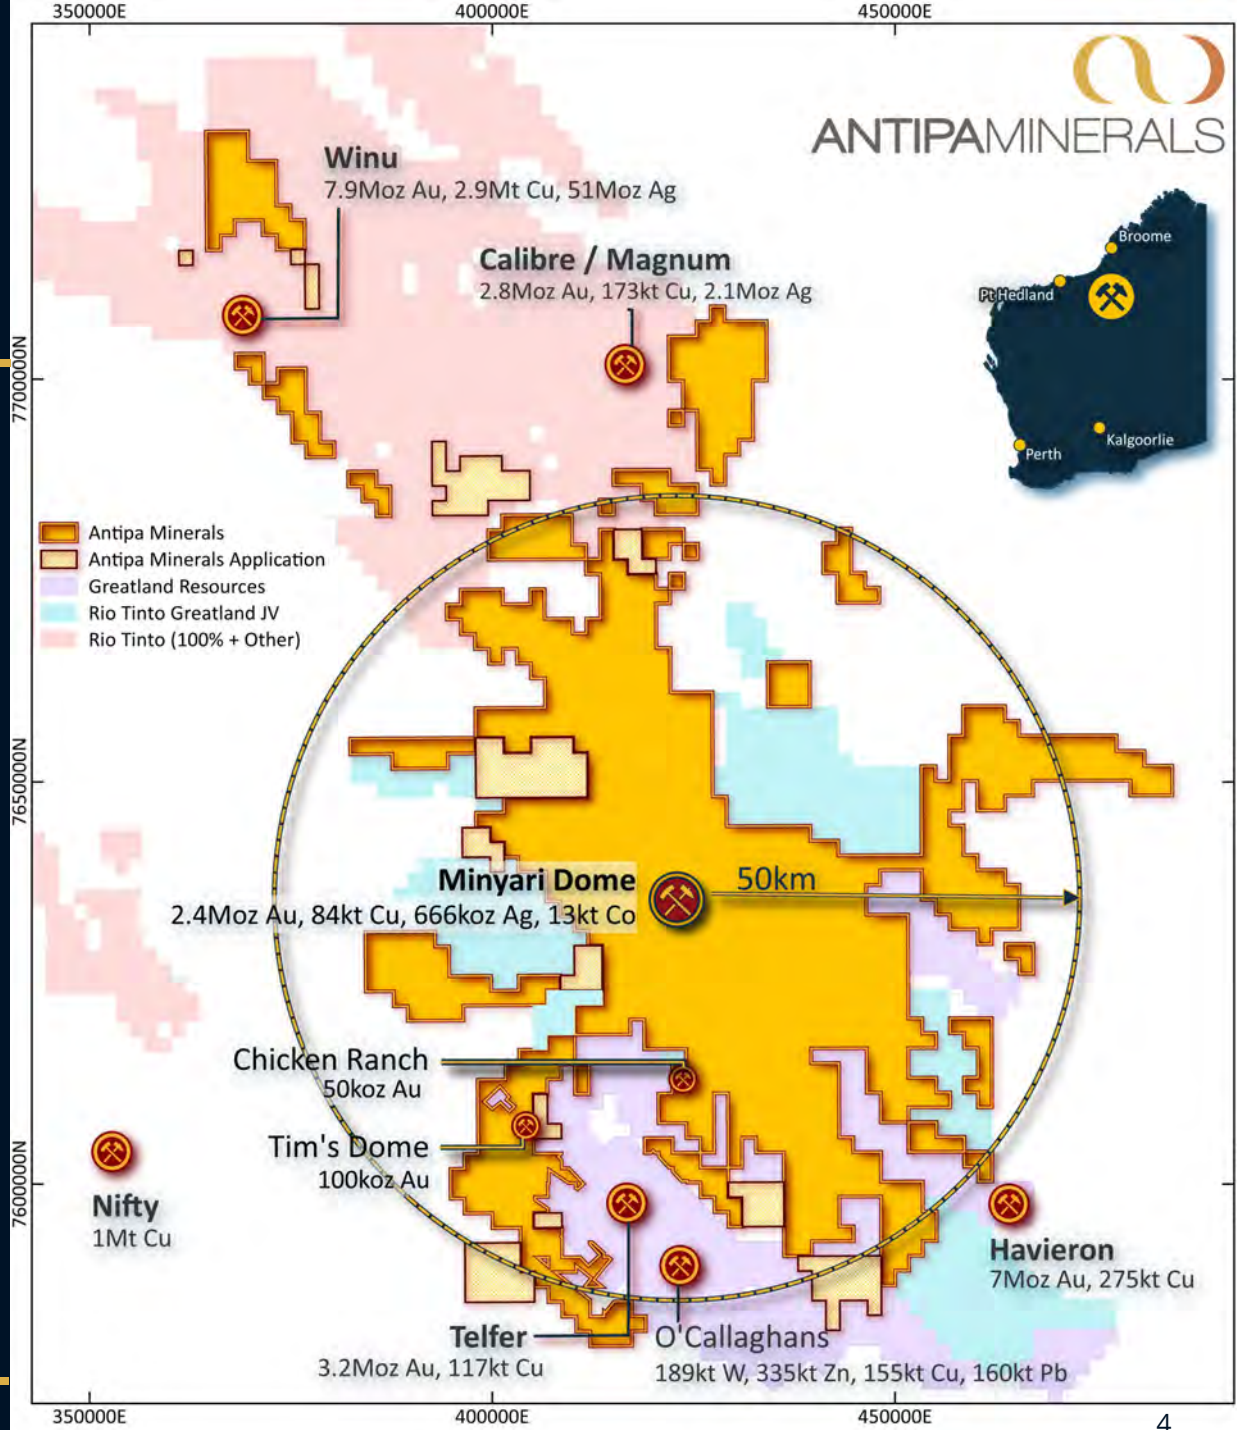 350000E 400000E 450000E
ANTIPAMINERALS
Winu
7.9Moz Au, 2.9Mt Cu, 51Moz Ag
Calibre / Magnum
2.8Moz Au, 173kt Cu, 2.1Moz Ag
Broome
Pt Hedland
Kalgoorlie
Perth
7700000N
Antipa Minerals
Antipa Minerals Application
Greatland Resources
Rio Tinto Greatland JV
Rio Tinto (100% + Other)
7650000N
Minyari Dome
2.4Moz Au, 84kt Cu, 666koz Ag, 13kt Co
50km
Chicken Ranch
50koz Au
Tim's Dome
100koz Au
7600000N
Nifty
1Mt Cu
Havieron
7Moz Au, 275kt Cu
Telfer
3.2Moz Au, 117kt Cu
O'Callaghans
189kt W, 335kt Zn, 155kt Cu, 160kt Pb
350000E 400000E 450000E
4